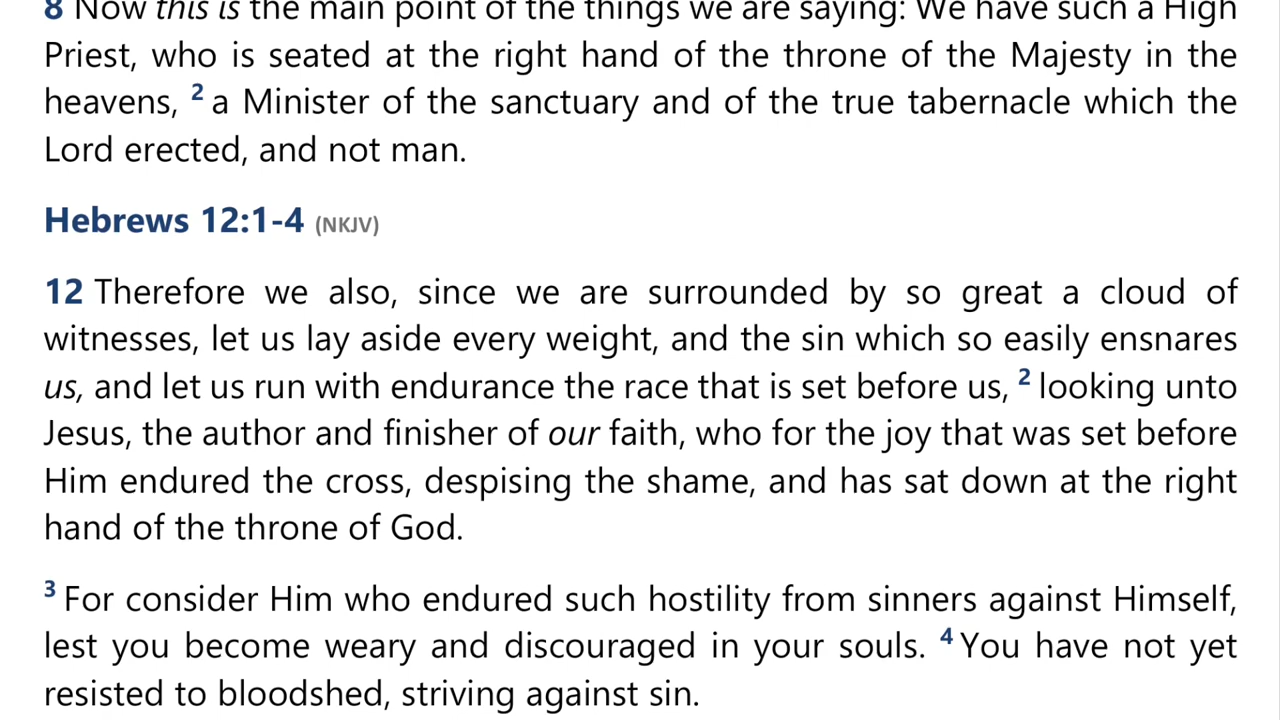 8 Now this is the main point of the things we are saying: We have such a High
Priest, who is seated at the right hand of the throne of the Majesty in the
heavens, 2 a Minister of the sanctuary and of the true tabernacle which the
Lord erected, and not man.
Hebrews 12:1-4 (NKJV)
12 Therefore we also, since we are surrounded by so great a cloud of
witnesses, let us lay aside every weight, and the sin which so easily ensnares
us, and let us run with endurance the race that is set before us, 2 looking unto
Jesus, the author and finisher of our faith, who for the joy that was set before
Him endured the cross, despising the shame, and has sat down at the right
hand of the throne of God.
3 For consider Him who endured such hostility from sinners against Himself,
lest you become weary and discouraged in your souls. 4 You have not yet
resisted to bloodshed, striving against sin.